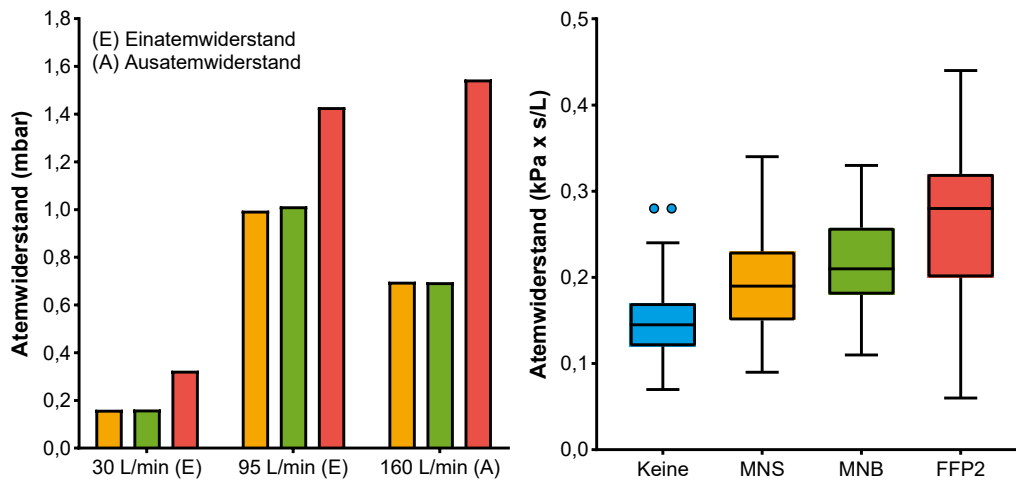 Atemwiderstand (mbar)
1,8
1,6
1,4
1,2
1,0
0,8
0,6
0,4
0,2
0,0
(E) Einatemwiderstand
(A) Ausatemwiderstand
30 L/min (E) 95 L/min (E) 160 L/min (A)
Atemwiderstand (kPa x s/L)
0,5
0,4
0,3
0,2
0,1
0,0
Keine MNS MNB FFP2